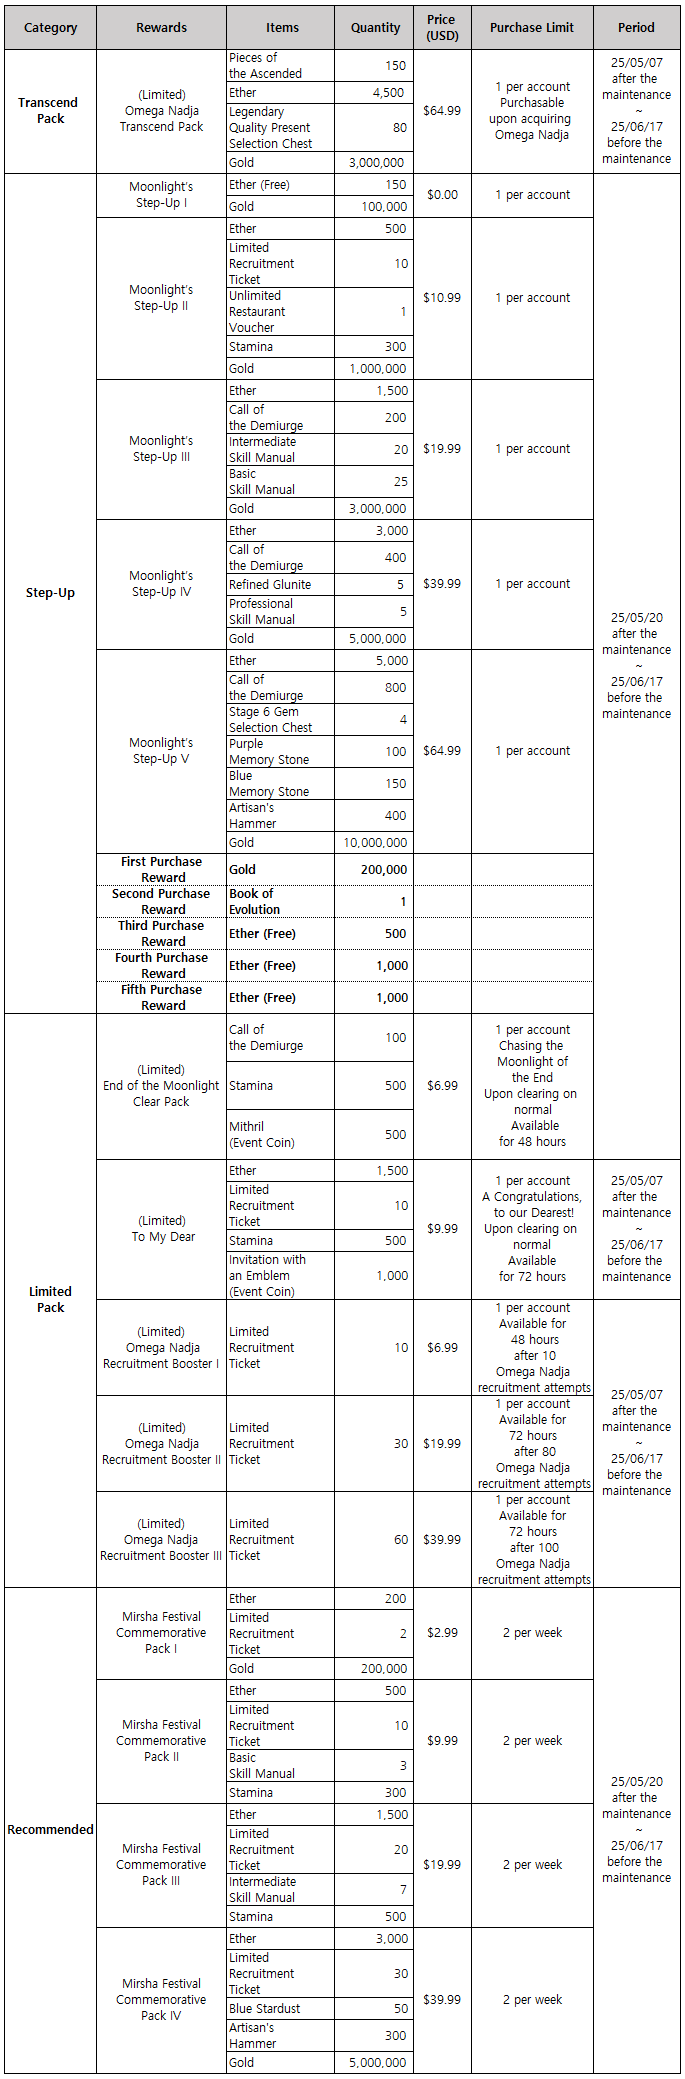 Category Rewards Items Quantity Price (USD) Purchase Limit Period
Transcend
Pack
(Limited)
Omega Nadja
Transcend Pack
Pieces of
the Ascended
150
Ether
4,500
Legendary
Quality Present
Selection Chest
80
Gold
3,000,000
$64.99
1 per account
Purchasable
upon acquiring
Omega Nadja
25/05/07
after the
maintenance
~
25/06/17
before the
maintenance
Step-Up
Moonlight's
Step-Up I
Ether (Free)
150
Gold
100,000
$0.00
1 per account
Moonlight's
Step-Up II
Ether
500
Limited
Recruitment
Ticket
10
Unlimited
Restaurant
Voucher
1
Stamina
300
Gold
1,000,000
$10.99
1 per account
Moonlight's
Step-Up III
Ether
1,500
Call of
the Demiurge
200
Intermediate
Skill Manual
20
Basic
Skill Manual
25
Gold
3,000,000
$19.99
1 per account
Moonlight's
Step-Up IV
Ether
3,000
Call of
the Demiurge
400
Refined Glunite
5
Professional
Skill Manual
5
Gold
5,000,000
$39.99
1 per account
Moonlight's
Step-Up V
Ether
5,000
Call of
the Demiurge
800
Stage 6 Gem
Selection Chest
4
Purple
Memory Stone
100
Blue
Memory Stone
150
Artisan's
Hammer
400
Gold
10,000,000
$64.99
1 per account
First Purchase
Reward
Gold
200,000
Second Purchase
Reward
Book of
Evolution
1
Third Purchase
Reward
Ether (Free)
500
Fourth Purchase
Reward
Ether (Free)
1,000
Fifth Purchase
Reward
Ether (Free)
1,000
25/05/20
after the
maintenance
~
25/06/17
before the
maintenance
Limited
Pack
(Limited)
End of the Moonlight
Clear Pack
Call of
the Demiurge
100
Stamina
500
Mithril
(Event Coin)
500
$6.99
1 per account
Chasing the
Moonlight of
the End
Upon clearing on
normal
Available
for 48 hours
(Limited)
To My Dear
Ether
1,500
Limited
Recruitment
Ticket
10
Stamina
500
Invitation with
an Emblem
(Event Coin)
1,000
$9.99
1 per account
A Congratulations,
to our Dearest!
Upon clearing on
normal
Available
for 72 hours
25/05/07
after the
maintenance
~
25/06/17
before the
maintenance
(Limited)
Omega Nadja
Recruitment Booster I
Limited
Recruitment
Ticket
10
$6.99
1 per account
Available for
48 hours
after 10
Omega Nadja
recruitment attempts
(Limited)
Omega Nadja
Recruitment Booster II
Limited
Recruitment
Ticket
30
$19.99
1 per account
Available for
72 hours
after 80
Omega Nadja
recruitment attempts
(Limited)
Omega Nadja
Recruitment Booster III
Limited
Recruitment
Ticket
60
$39.99
1 per account
Available for
72 hours
after 100
Omega Nadja
recruitment attempts
25/05/07
after the
maintenance
~
25/06/17
before the
maintenance
Recommended
Mirsha Festival
Commemorative
Pack I
Ether
200
Limited
Recruitment
Ticket
2
Gold
200,000
$2.99
2 per week
Mirsha Festival
Commemorative
Pack II
Ether
500
Limited
Recruitment
Ticket
10
Basic
Skill Manual
3
Stamina
300
$9.99
2 per week
Mirsha Festival
Commemorative
Pack III
Ether
1,500
Limited
Recruitment
Ticket
20
Intermediate
Skill Manual
7
Stamina
500
$19.99
2 per week
Mirsha Festival
Commemorative
Pack IV
Ether
3,000
Limited
Recruitment
Ticket
30
Blue Stardust
50
Artisan's
Hammer
300
Gold
5,000,000
$39.99
2 per week
25/05/20
after the
maintenance
~
25/06/17
before the
maintenance